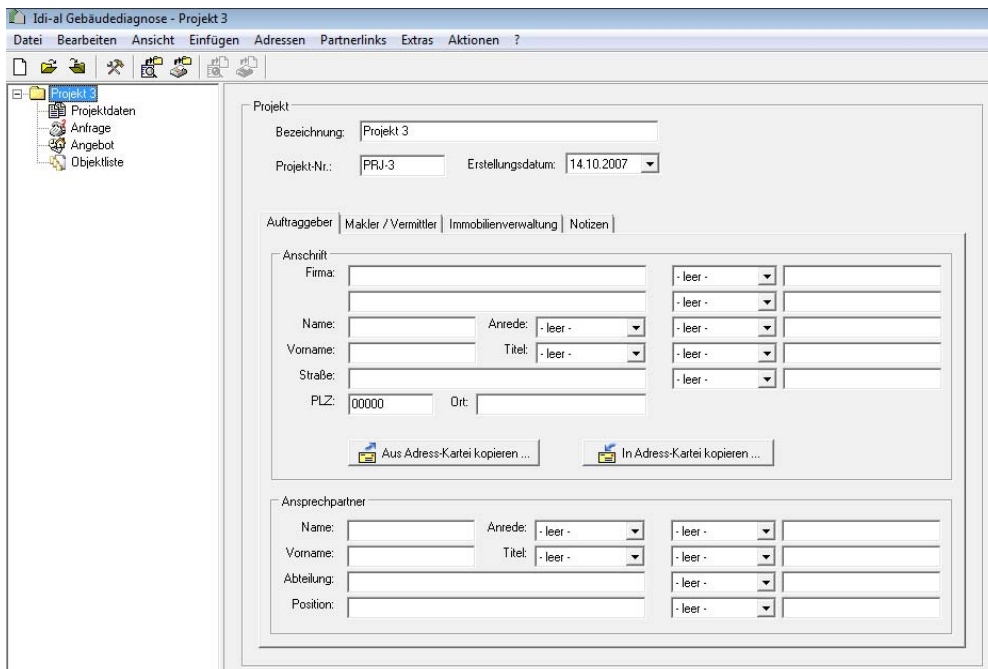 Idi-al Gebäudediagnose - Projekt 3
Datei Bearbeiten Ansicht Einfügen Adressen Partnerlinks Extras Aktionen ?
Projekt 3
Projektdaten
Anfrage
Angebot
Objektliste
Projekt
Bezeichnung: Projekt 3
Projekt-Nr.: PRJ-3 Erstellungsdatum: 14.10.2007
Auftraggeber Makler / Vermittler Immobilienverwaltung Notizen
Anschrift
Firma: - leer -
- leer -
Name: Anrede: - leer - - leer -
Vorname: Titel: - leer - - leer -
Straße: - leer -
PLZ: 00000 Ort:
Aus Adress-Kartei kopieren ... In Adress-Kartei kopieren ...
Ansprechpartner
Name: Anrede: - leer - - leer -
Vorname: Titel: - leer - - leer -
Abteilung: - leer -
Position: - leer -